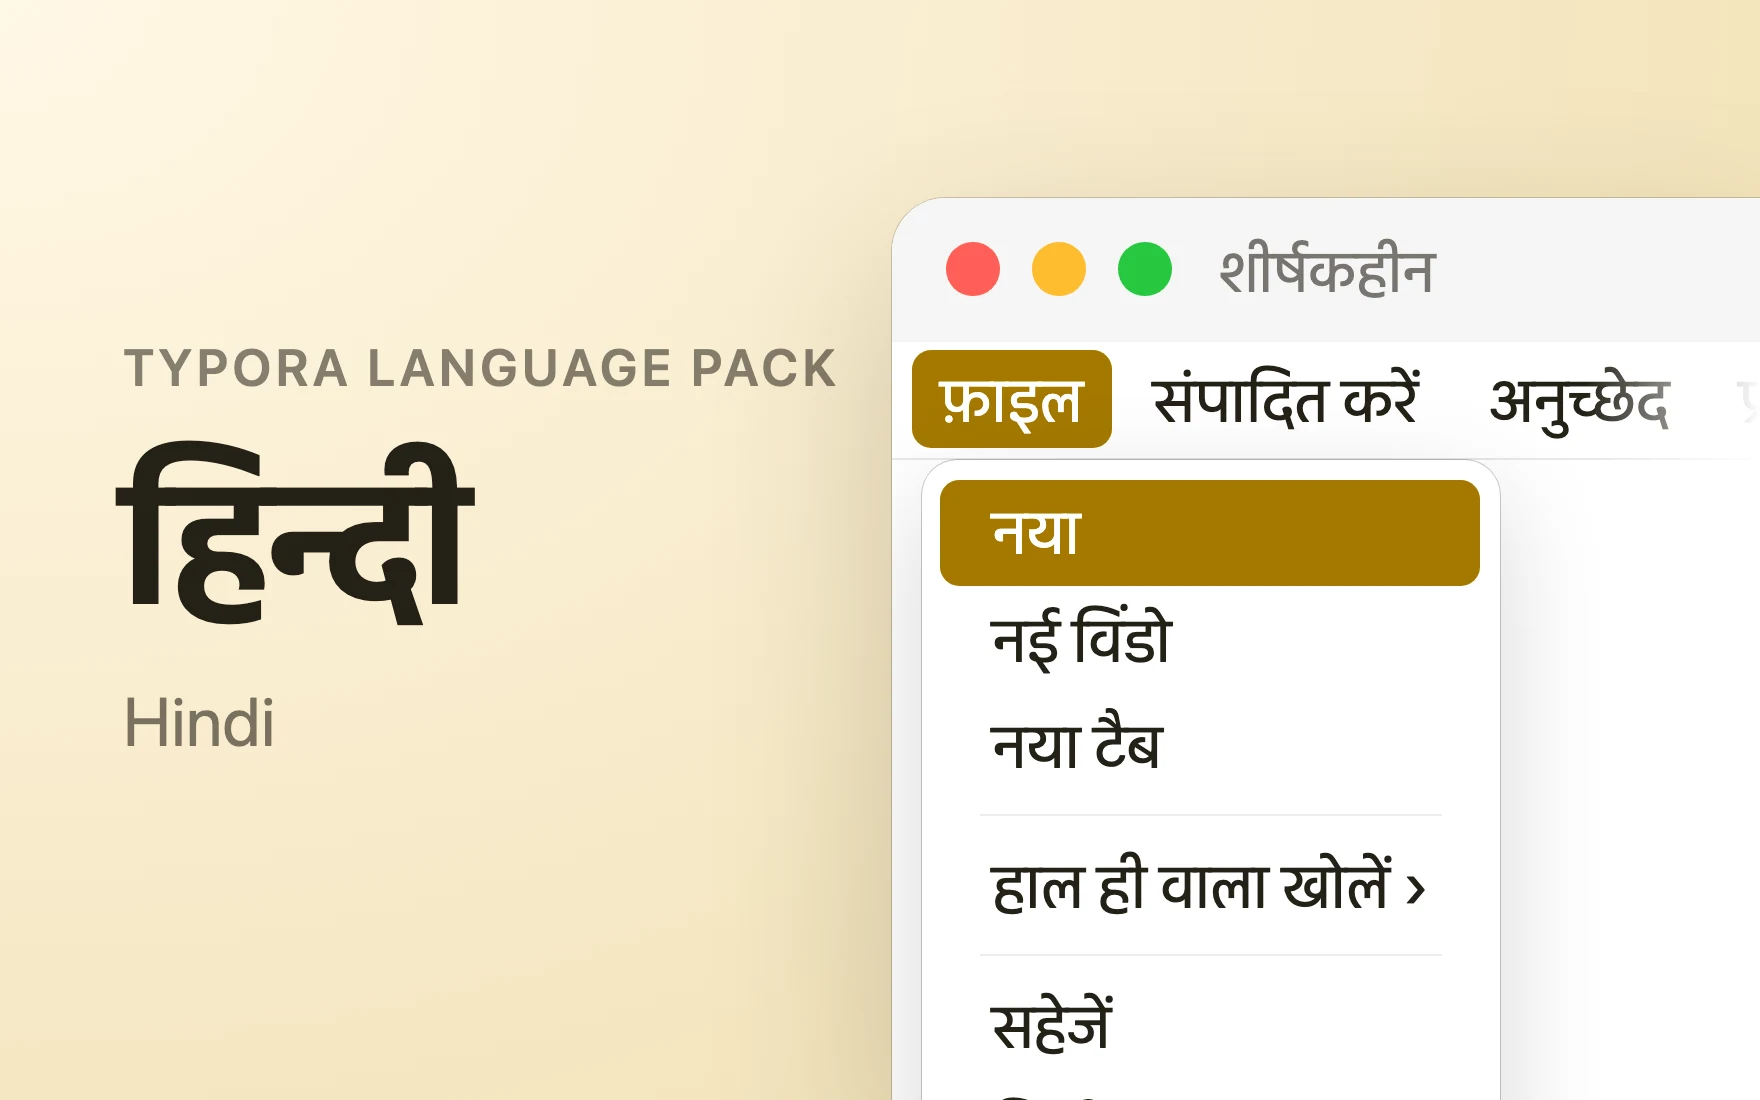 TYPORA LANGUAGE PACK
हिन्दी
Hindi
शीर्षकहीन
फ़ाइल संपादित करें अनुच्छेद
नया
नई विंडो
नया टैब
हाल ही वाला खोलें ›
सहेजें